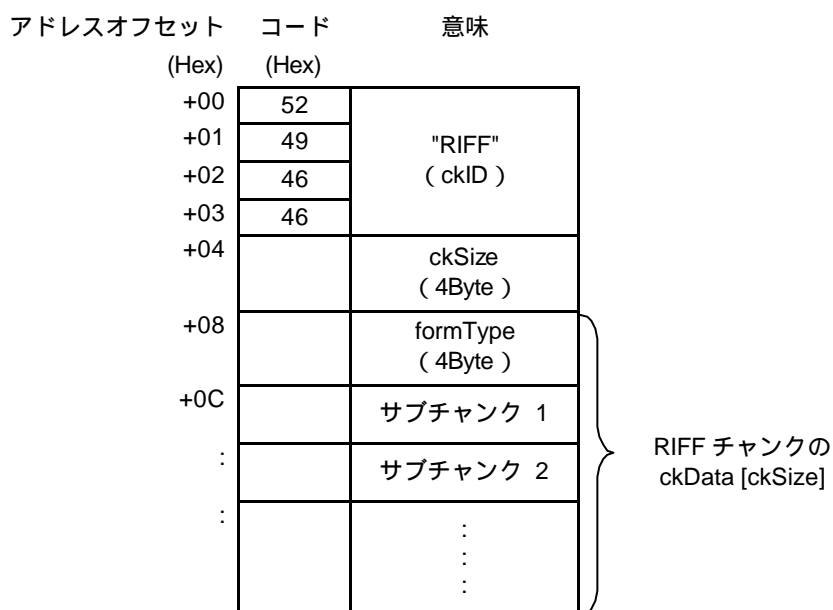 アドレスオフセット コード 意味
(Hex) (Hex)
+00 52
+01 49
+02 46
+03 46
"RIFF"
( ckID )
+04 ckSize
( 4Byte )
+08 formType
( 4Byte )
+0C サブチャンク 1
: サブチャンク 2
: :
:
:
RIFF チャンクの
ckData [ckSize]